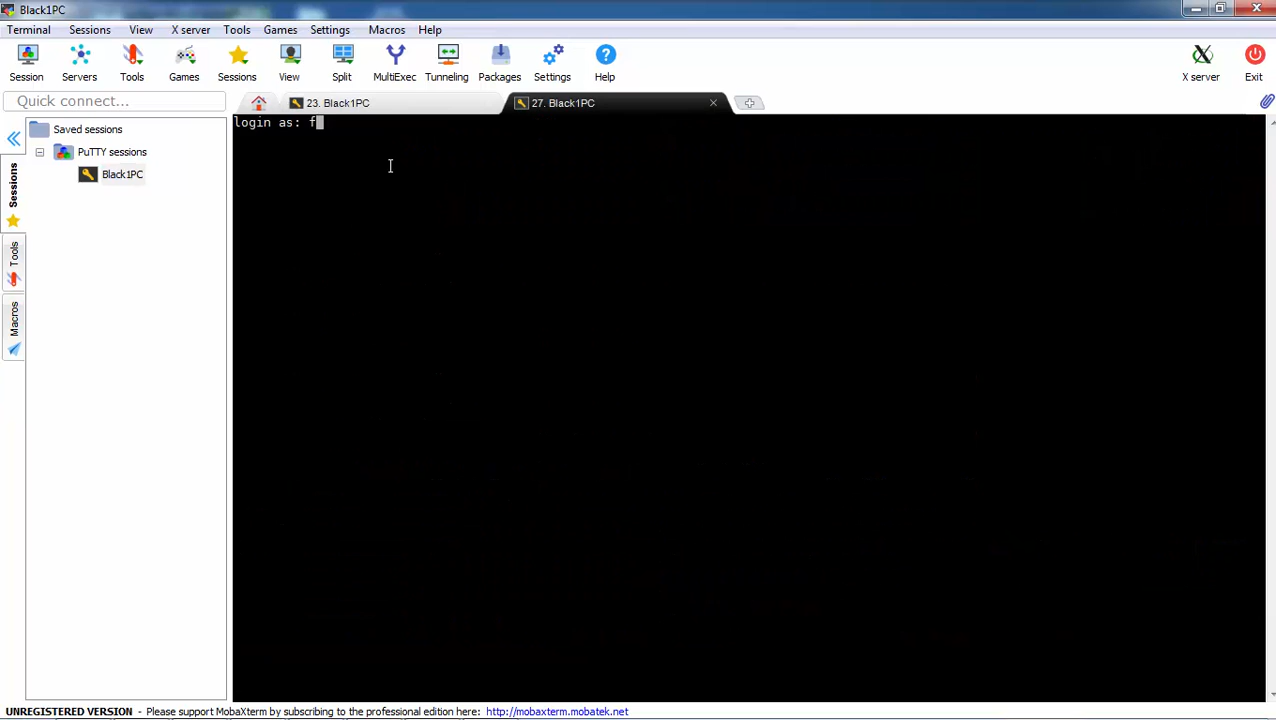 Black1PC
Terminal Sessions View X server Tools Games Settings Macros Help
Session Servers Tools Games Sessions View Split MultiExec Tunneling Packages Settings Help X server Exit
Quick connect...
23. Black1PC
27. Black1PC
Saved sessions
PuTTY sessions
Black1PC
Sessions
Tools
Macros
login as: f
UNREGISTERED VERSION - Please support MobaXterm by subscribing to the professional edition here: http://mobaxterm.mobatek.net